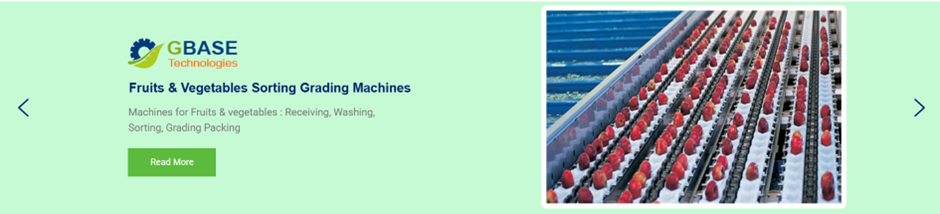 GBASE
Technologies
Fruits & Vegetables Sorting Grading Machines
Machines for Fruits & vegetables : Receiving, Washing,
Sorting, Grading Packing
Read More